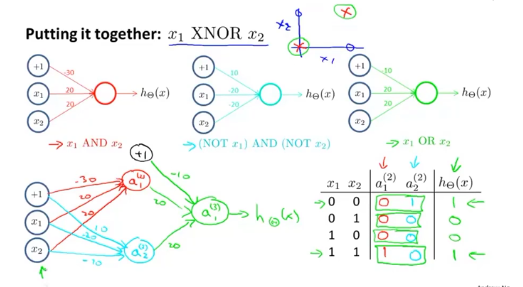 Putting it together: x₁ XNOR x₂
x₂
x₁
+1
-30
x₁
20
20
x₂
hΘ(x)
→ x₁ AND x₂
+1
10
x₁
-20
-20
x₂
hΘ(x)
→ (NOT x₁) AND (NOT x₂)
+1
-10
x₁
20
20
x₂
hΘ(x)
→ x₁ OR x₂
+1
-10
+1
-30
20
20
x₁
10
-20
x₂
a₁⁽²⁾
20
a₁⁽³⁾ → hΘ(x)
20
a₂⁽²⁾
x₁ x₂ a₁⁽²⁾ a₂⁽²⁾ hΘ(x)
→ 0 0 0 1 1 ←
0 1 0 0 0
1 0 0 0 0
→ 1 1 1 0 1 ←